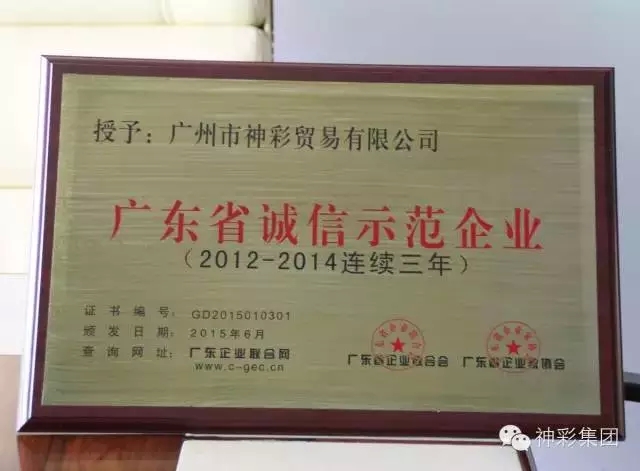 授予：广州市神彩贸易有限公司
广东省诚信示范企业
（2012-2014连续三年）
证书编号：GD2015010301
颁发日期：2015年6月
查询网址：广东企业联合网
www.c-gec.cn
广东省企业联合会 广东省企业家协会
神彩集团